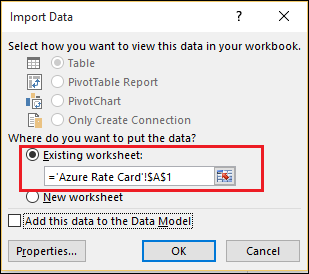 Import Data
? ×
Select how you want to view this data in your workbook.
Table
PivotTable Report
PivotChart
Only Create Connection
Where do you want to put the data?
Existing worksheet:
='Azure Rate Card'!$A$1
New worksheet
Add this data to the Data Model
Properties...
OK
Cancel